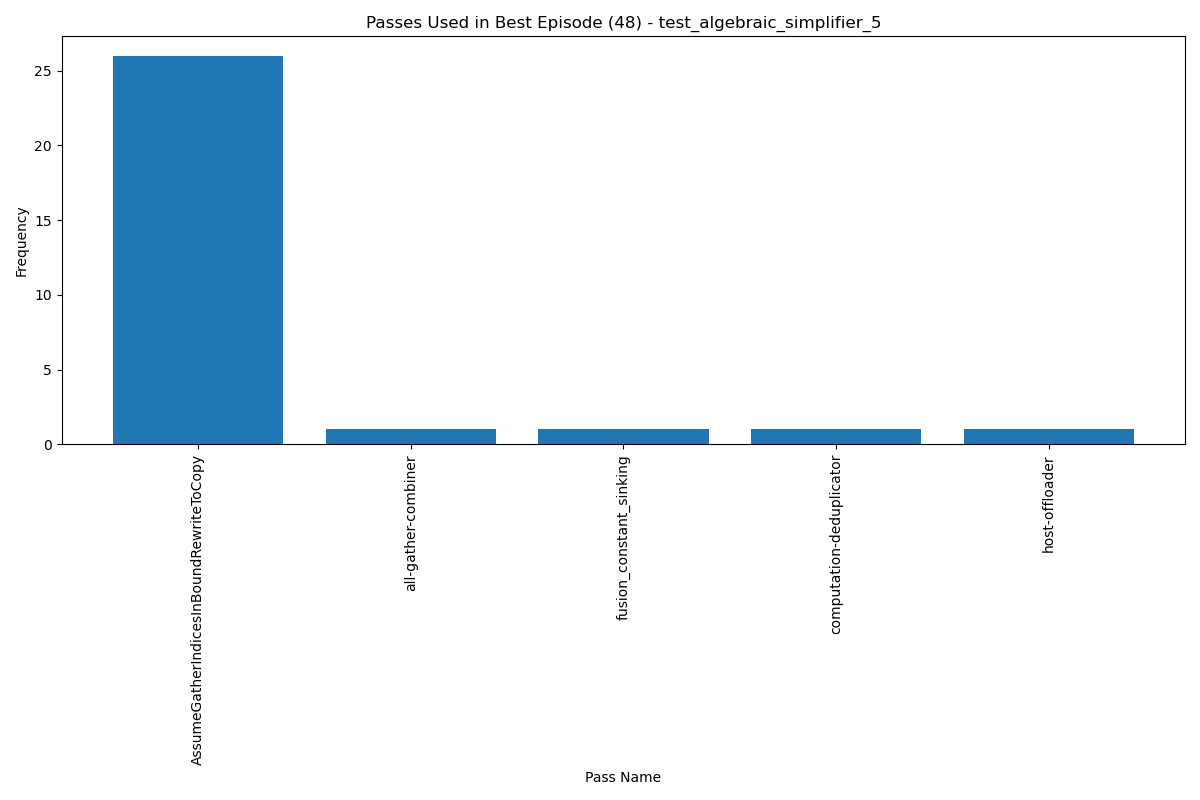 Passes Used in Best Episode (48) - test_algebraic_simplifier_5
Frequency
25
20
15
10
5
0
AssumeGatherIndicesInBoundRewriteToCopy
all-gather-combiner
fusion_constant_sinking
computation-deduplicator
host-offloader
Pass Name